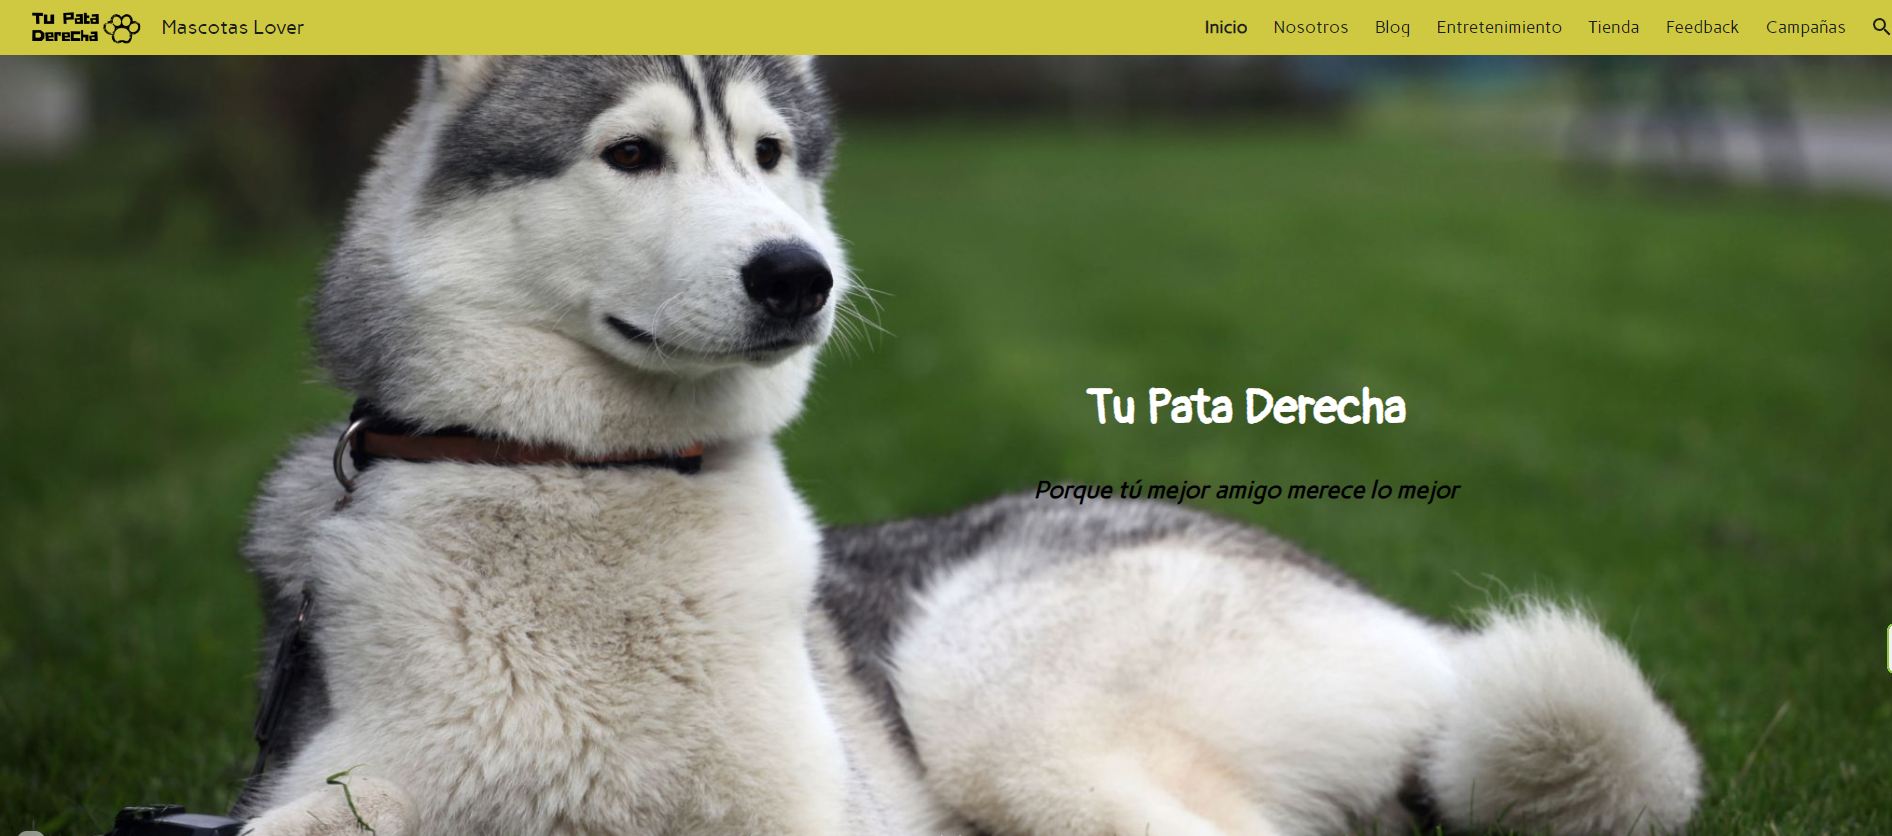 Tu Pata
Derecha
Mascotas Lover
Inicio
Nosotros
Blog
Entretenimiento
Tienda
Feedback
Campañas
Tu Pata Derecha
Porque tú mejor amigo merece lo mejor